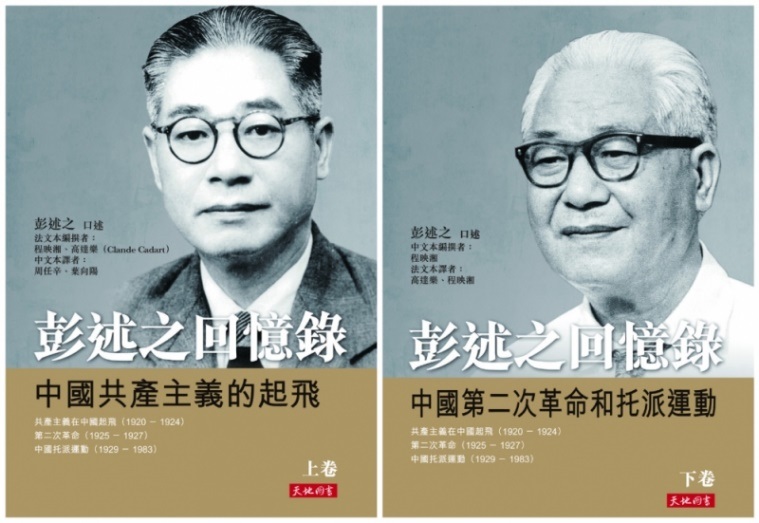 彭述之 口述
法文本編撰者：
程映湘、高達樂（Claude Cadart）
中文本譯者：
周任辛、葉向陽
彭述之回憶錄
中國共產主義的起飛
共產主義在中國起飛（1920 － 1924）
第二次革命（1925 － 1927）
中國托派運動（1929 － 1983）
上卷
天地圖書
彭述之 口述
中文本編撰者：
程映湘
法文本譯者：
高達樂、程映湘
彭述之回憶錄
中國第二次革命和托派運動
共產主義在中國起飛（1920 － 1924）
第二次革命（1925 － 1927）
中國托派運動（1929 － 1983）
下卷
天地圖書